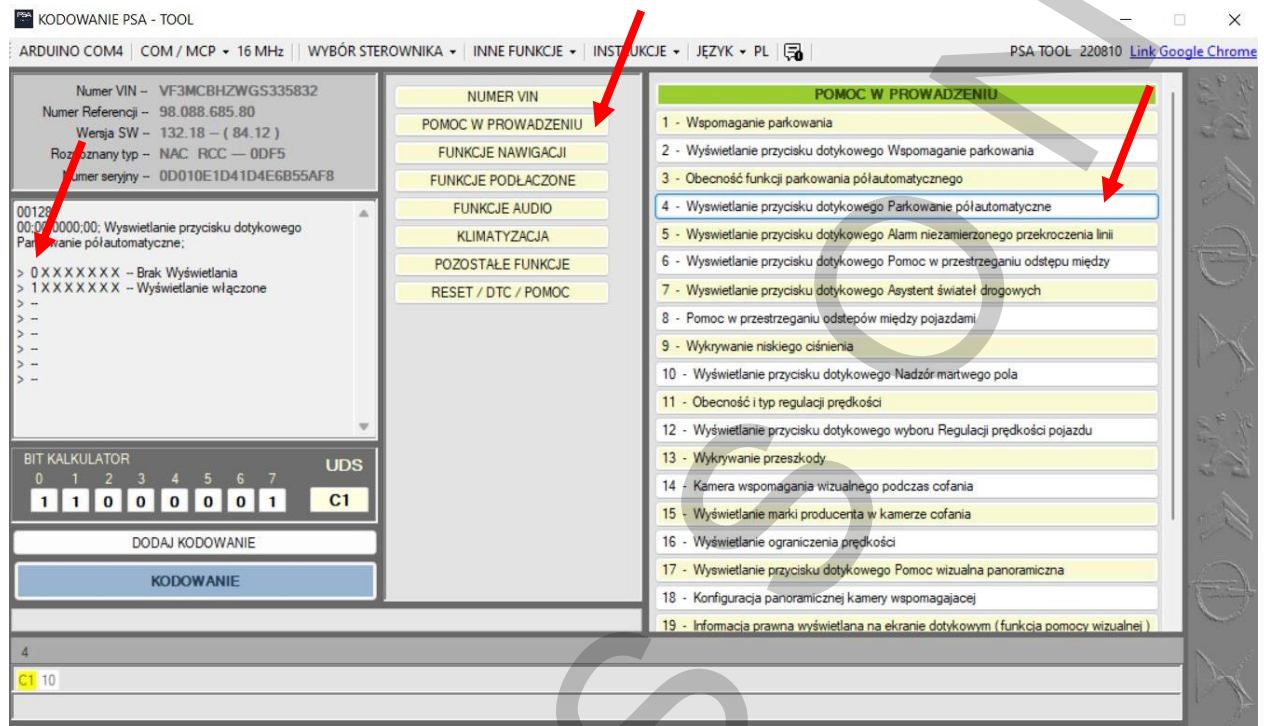 KODOWANIE PSA - TOOL
ARDUINO COM4 COM / MCP 16 MHz WYBÓR STEROWNIKA INNE FUNKCJE INSTRUKCJE JĘZYK PL PSA TOOL 220810 Link Google Chrome
Numer VIN -- VF3MCBHZWGS335832
Numer Referencji -- 98.088.685.80
Wersja SW -- 132.18 -- ( 84.12 )
Rozpoznany typ -- NAC RCC --- 0DF5
Numer seryjny -- 0D010E1D41D4E6B55AF8
00128
00;00;0000;00; Wyswietlanie przycisku dotykowego
Parkowanie półautomatyczne;
> 0 X X X X X X X -- Brak Wyświetlania
> 1 X X X X X X X -- Wyświetlanie włączone
> --
> --
> --
> --
> --
> --
BIT KALKULATOR UDS
0 1 2 3 4 5 6 7
1 1 0 0 0 0 0 1 C1
DODAJ KODOWANIE
KODOWANIE
NUMER VIN
POMOC W PROWADZENIU
FUNKCJE NAWIGACJI
FUNKCJE PODŁACZONE
FUNKCJE AUDIO
KLIMATYZACJA
POZOSTAŁE FUNKCJE
RESET / DTC / POMOC
POMOC W PROWADZENIU
1 - Wspomaganie parkowania
2 - Wyświetlanie przycisku dotykowego Wspomaganie parkowania
3 - Obecność funkcji parkowania półautomatycznego
4 - Wyswietlanie przycisku dotykowego Parkowanie półautomatyczne
5 - Wyswietlanie przycisku dotykowego Alarm niezamierzonego przekroczenia linii
6 - Wyswietlanie przycisku dotykowego Pomoc w przestrzeganiu odstępu między
7 - Wyswietlanie przycisku dotykowego Asystent świateł drogowych
8 - Pomoc w przestrzeganiu odstepów między pojazdami
9 - Wykrywanie niskiego ciśnienia
10 - Wyświetlanie przycisku dotykowego Nadzór martwego pola
11 - Obecność i typ regulacji prędkości
12 - Wyświetlanie przycisku dotykowego wyboru Regulacji prędkości pojazdu
13 - Wykrywanie przeszkody
14 - Kamera wspomagania wizualnego podczas cofania
15 - Wyświetlanie marki producenta w kamerze cofania
16 - Wyświetlanie ograniczenia prędkości
17 - Wyswietlanie przycisku dotykowego Pomoc wizualna panoramiczna
18 - Konfiguracja panoramicznej kamery wspomagajacej
19 - Informacja prawna wyświetlana na ekranie dotykowym ( funkcja pomocy wizualnej )
4
C1 10